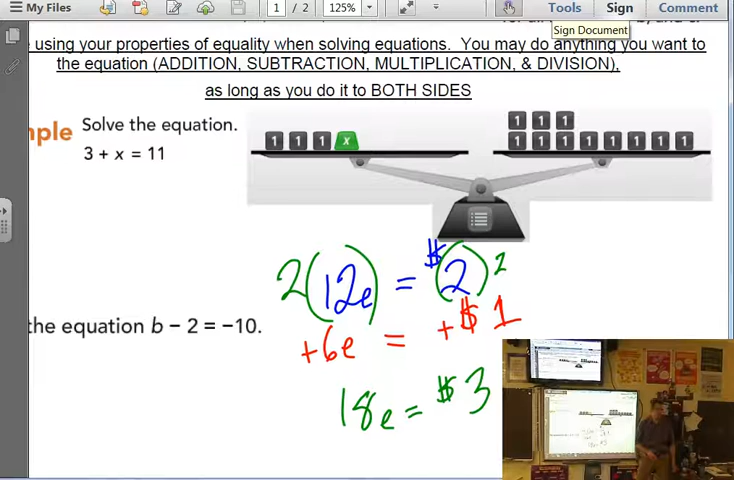 My Files
1 / 2
125%
Tools
Sign
Comment
Sign Document
using your properties of equality when solving equations. You may do anything you want to
the equation (ADDITION, SUBTRACTION, MULTIPLICATION, & DIVISION),
as long as you do it to BOTH SIDES
mple
Solve the equation.
3 + x = 11
1 1 1 x
1 1 1
1 1 1 1 1 1 1 1
2(12e) = $(2)2
+6e = +$1
the equation b − 2 = −10.
18e = $3